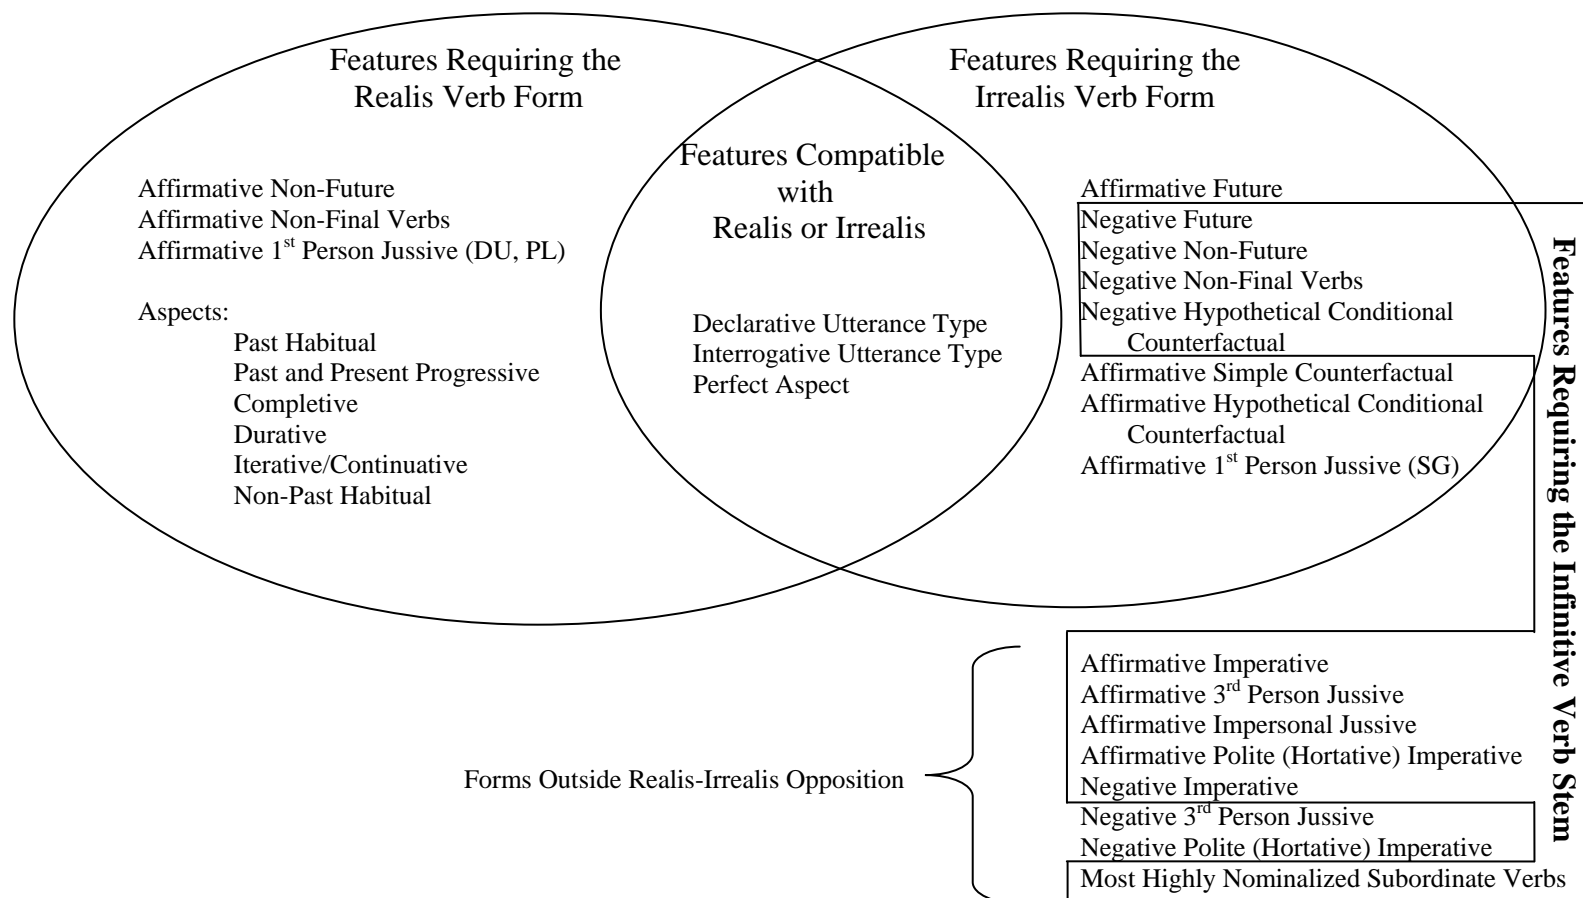 Features Requiring the
Realis Verb Form
Affirmative Non-Future
Affirmative Non-Final Verbs
Affirmative 1st Person Jussive (DU, PL)
Aspects:
Past Habitual
Past and Present Progressive
Completive
Durative
Iterative/Continuative
Non-Past Habitual
Features Compatible
with
Realis or Irrealis
Declarative Utterance Type
Interrogative Utterance Type
Perfect Aspect
Features Requiring the
Irrealis Verb Form
Affirmative Future
Negative Future
Negative Non-Future
Negative Non-Final Verbs
Negative Hypothetical Conditional
Counterfactual
Affirmative Simple Counterfactual
Affirmative Hypothetical Conditional
Counterfactual
Affirmative 1st Person Jussive (SG)
Features Requiring the Infinitive Verb Stem
Forms Outside Realis-Irrealis Opposition
Affirmative Imperative
Affirmative 3rd Person Jussive
Affirmative Impersonal Jussive
Affirmative Polite (Hortative) Imperative
Negative Imperative
Negative 3rd Person Jussive
Negative Polite (Hortative) Imperative
Most Highly Nominalized Subordinate Verbs